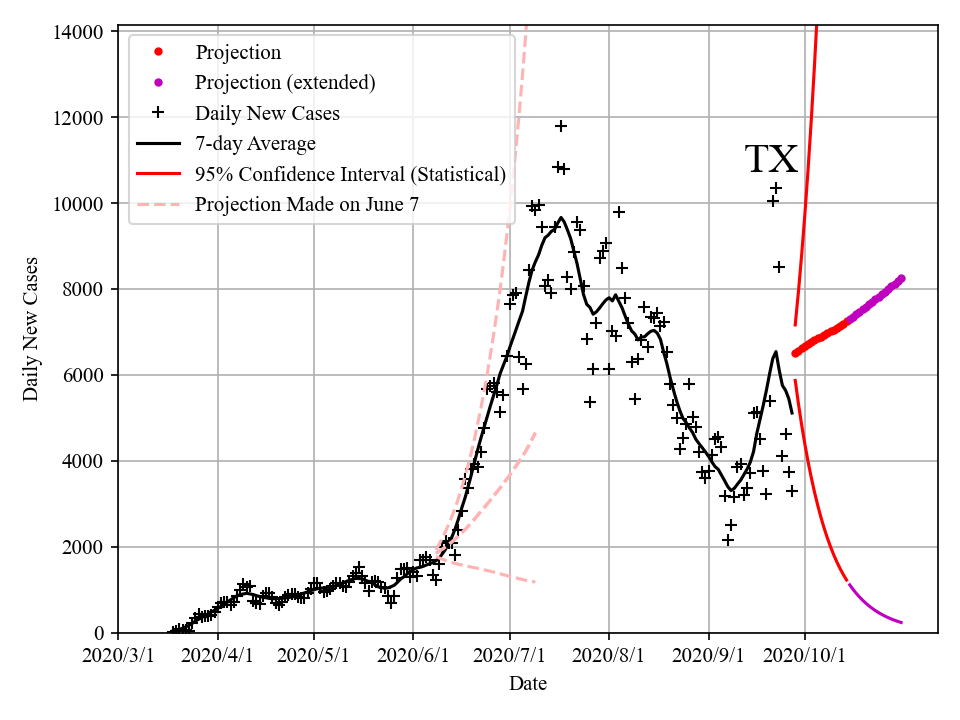 14000
12000
10000
8000
6000
4000
2000
0
Daily New Cases
Projection
Projection (extended)
Daily New Cases
7-day Average
95% Confidence Interval (Statistical)
Projection Made on June 7
TX
2020/3/1 2020/4/1 2020/5/1 2020/6/1 2020/7/1 2020/8/1 2020/9/1 2020/10/1
Date